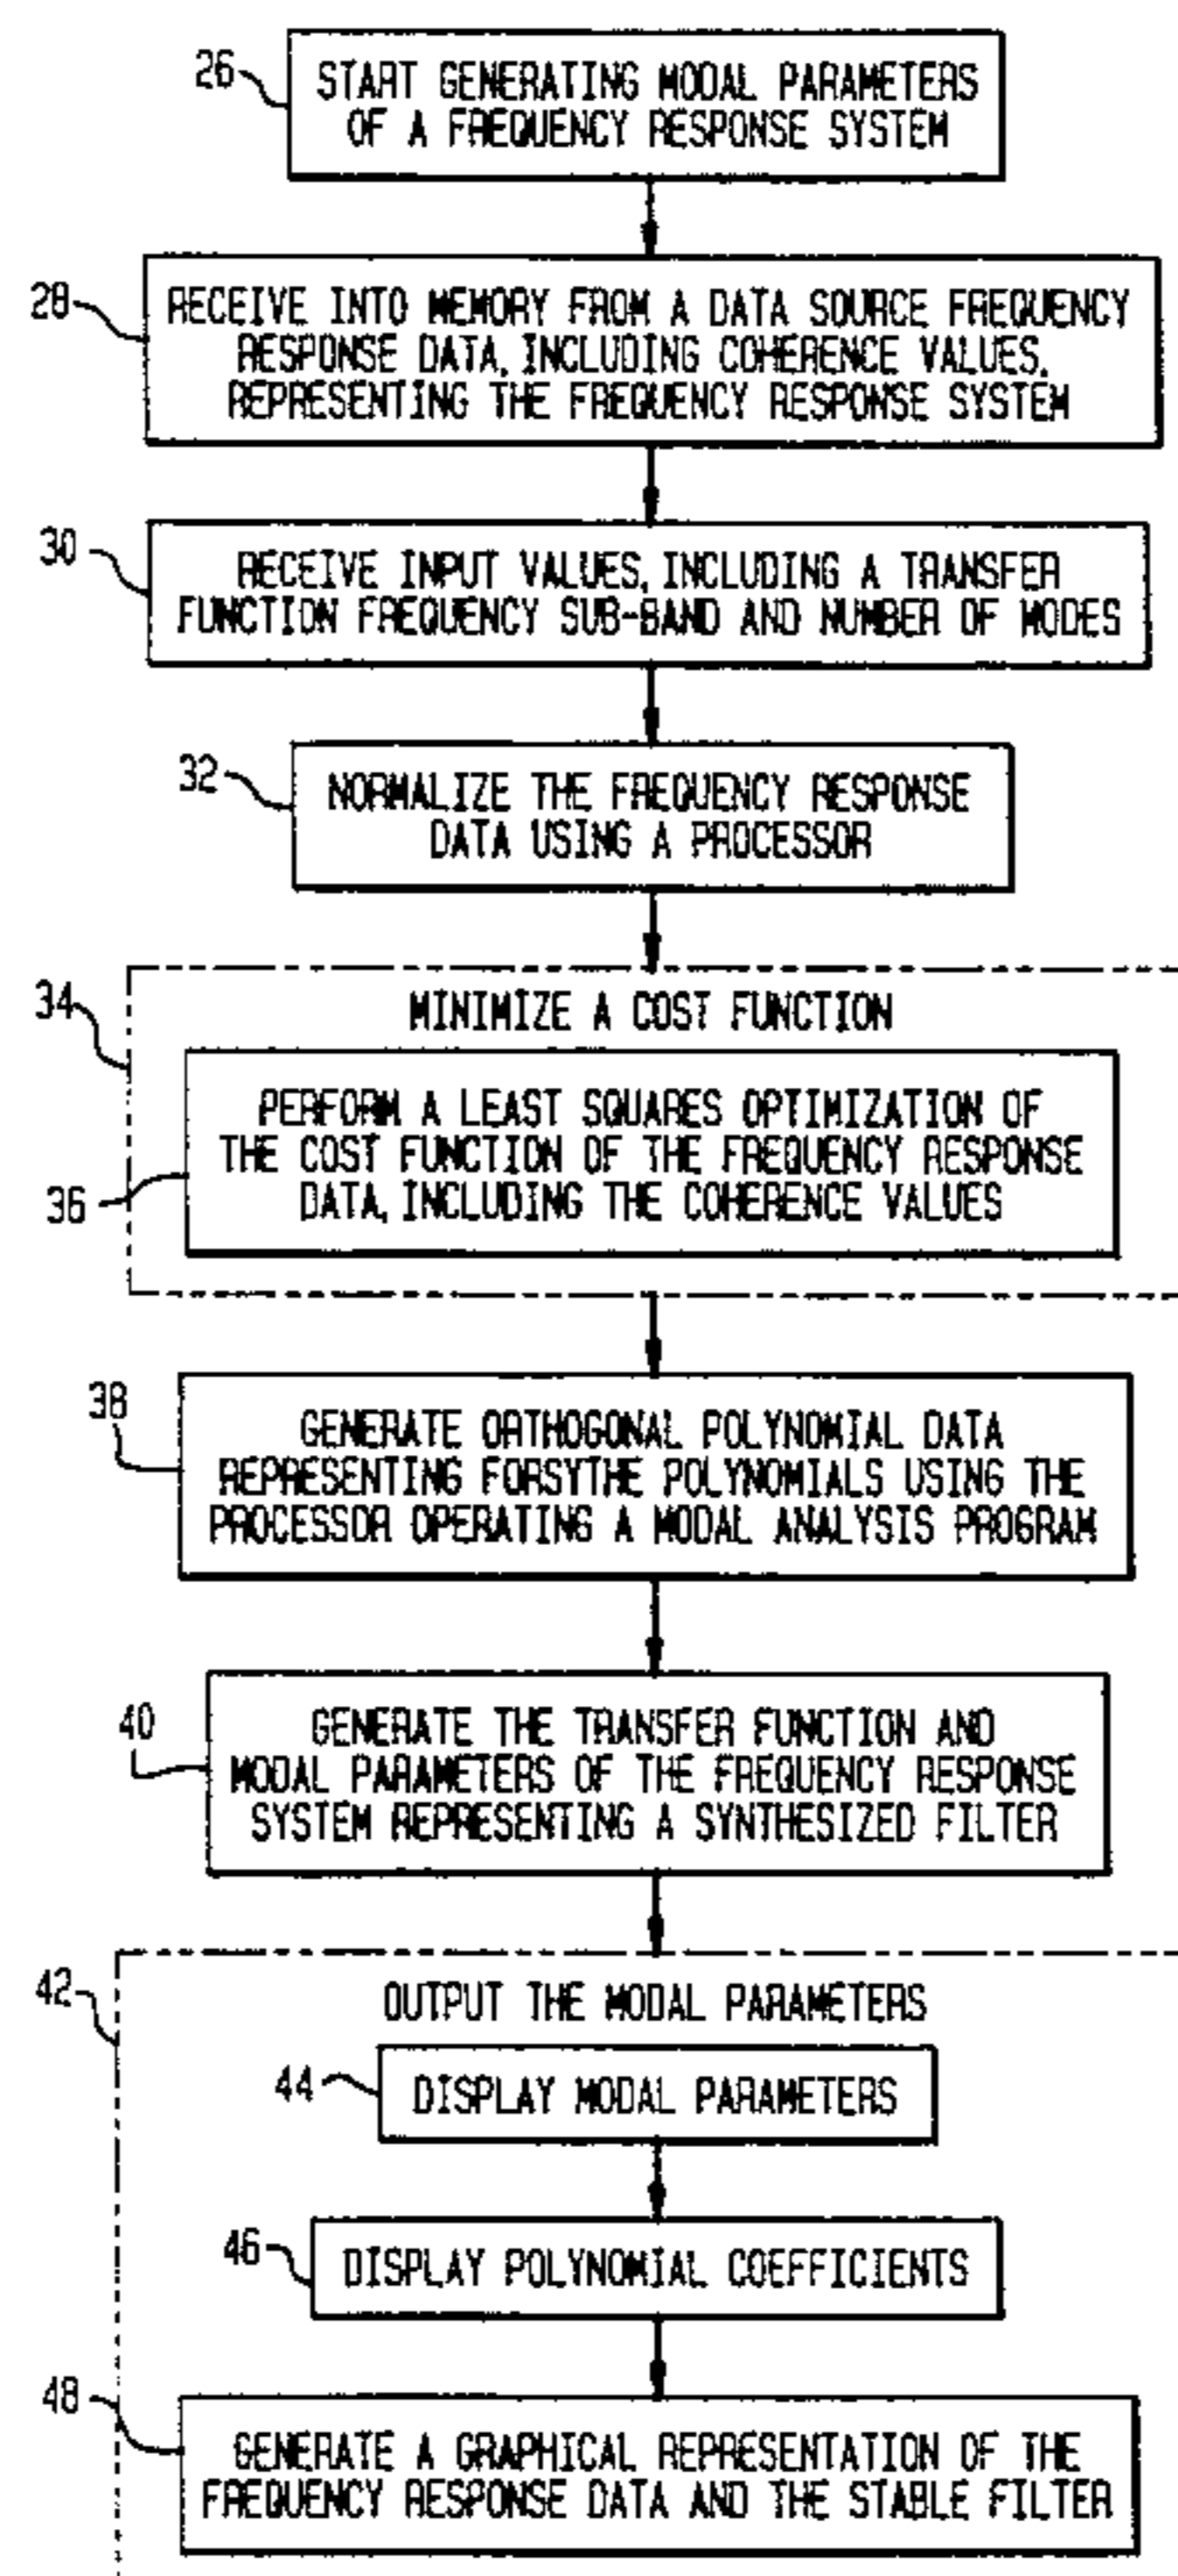 26
START GENERATING MODAL PARAMETERS
OF A FREQUENCY RESPONSE SYSTEM
28
RECEIVE INTO MEMORY FROM A DATA SOURCE FREQUENCY
RESPONSE DATA, INCLUDING COHERENCE VALUES,
REPRESENTING THE FREQUENCY RESPONSE SYSTEM
30
RECEIVE INPUT VALUES, INCLUDING A TRANSFER
FUNCTION FREQUENCY SUB-BAND AND NUMBER OF MODES
32
NORMALIZE THE FREQUENCY RESPONSE
DATA USING A PROCESSOR
34
MINIMIZE A COST FUNCTION
PERFORM A LEAST SQUARES OPTIMIZATION OF
THE COST FUNCTION OF THE FREQUENCY RESPONSE
DATA, INCLUDING THE COHERENCE VALUES
36
38
GENERATE ORTHOGONAL POLYNOMIAL DATA
REPRESENTING FORSYTHE POLYNOMIALS USING THE
PROCESSOR OPERATING A MODAL ANALYSIS PROGRAM
40
GENERATE THE TRANSFER FUNCTION AND
MODAL PARAMETERS OF THE FREQUENCY RESPONSE
SYSTEM REPRESENTING A SYNTHESIZED FILTER
42
OUTPUT THE MODAL PARAMETERS
44
DISPLAY MODAL PARAMETERS
46
DISPLAY POLYNOMIAL COEFFICIENTS
48
GENERATE A GRAPHICAL REPRESENTATION OF THE
FREQUENCY RESPONSE DATA AND THE STABLE FILTER